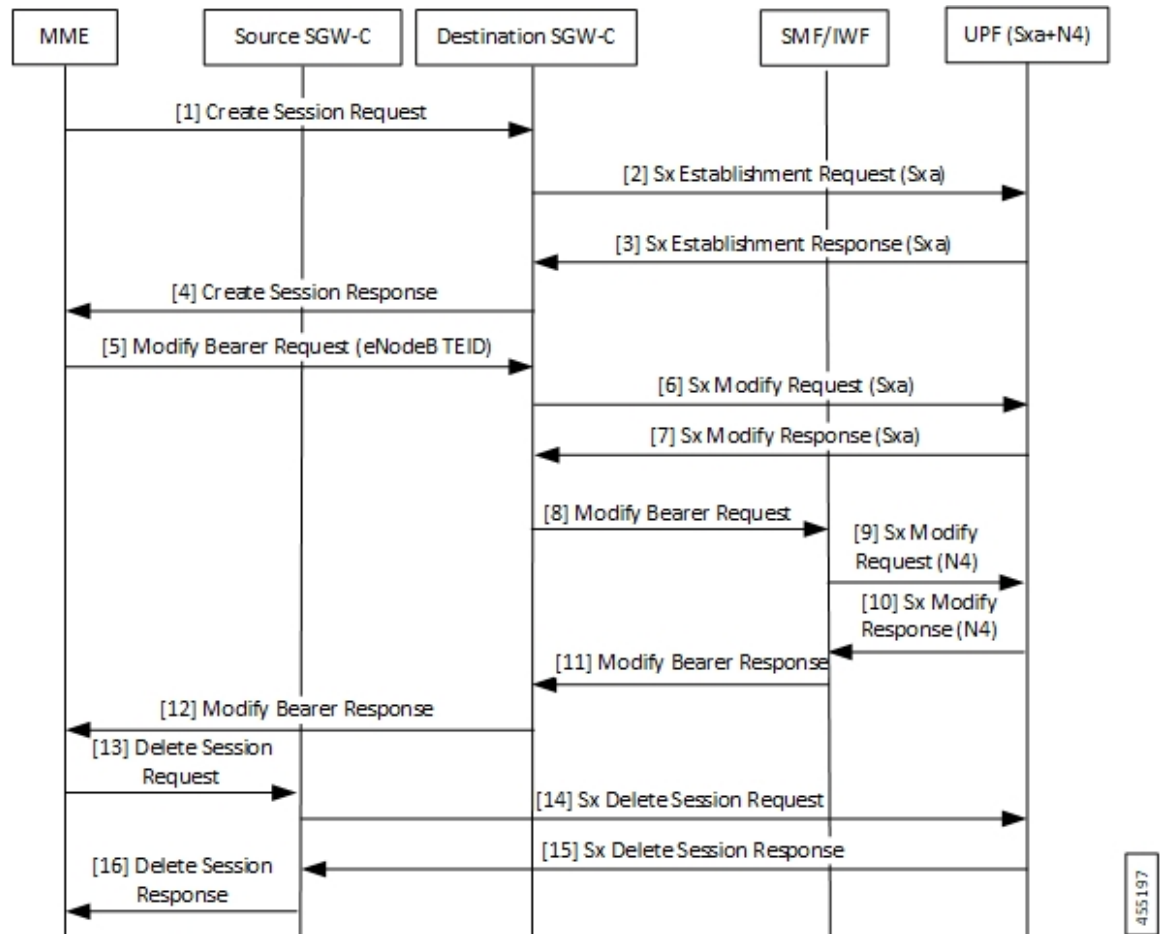 MME
Source SGW-C
Destination SGW-C
SMF/IWF
UPF (Sxa+N4)
[1] Create Session Request
[2] Sx Establishment Request (Sxa)
[3] Sx Establishment Response (Sxa)
[4] Create Session Response
[5] Modify Bearer Request (eNodeB TEID)
[6] Sx Modify Request (Sxa)
[7] Sx Modify Response (Sxa)
[8] Modify Bearer Request
[9] Sx Modify
Request (N4)
[10] Sx Modify
Response (N4)
[11] Modify Bearer Response
[12] Modify Bearer Response
[13] Delete Session
Request
[14] Sx Delete Session Request
[15] Sx Delete Session Response
[16] Delete Session
Response
455197